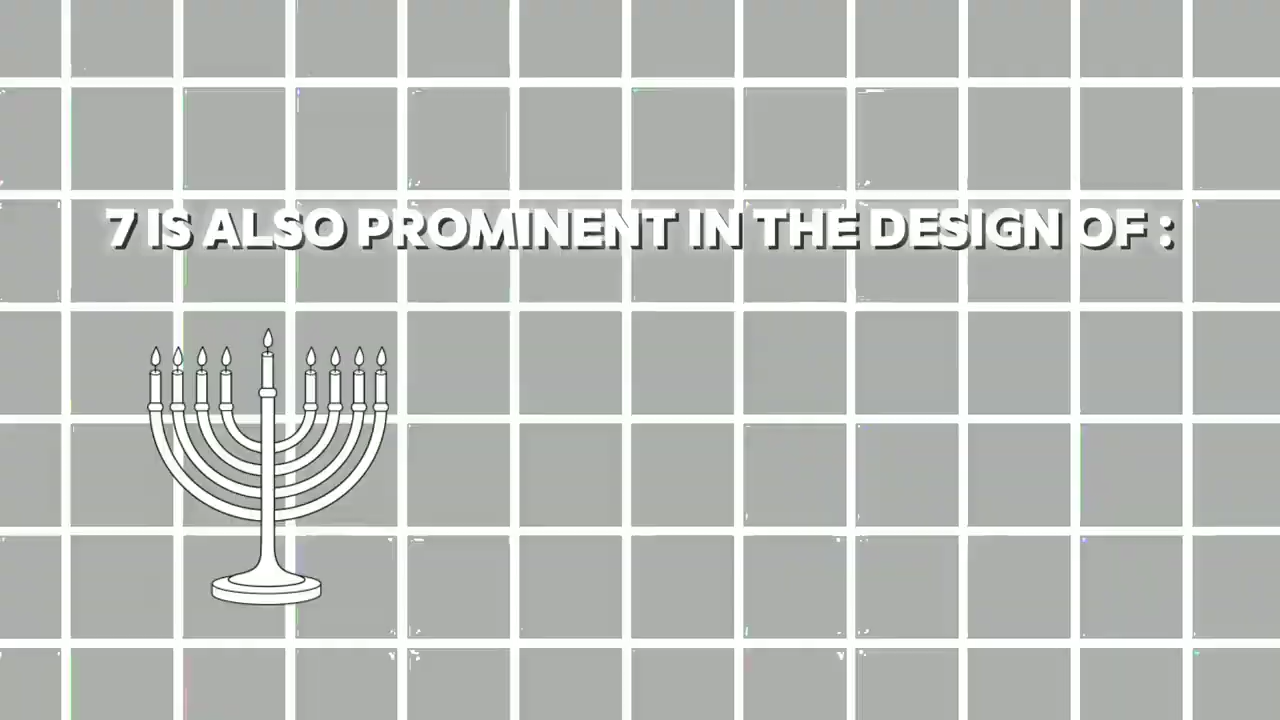 7 IS ALSO PROMINENT IN THE DESIGN OF :